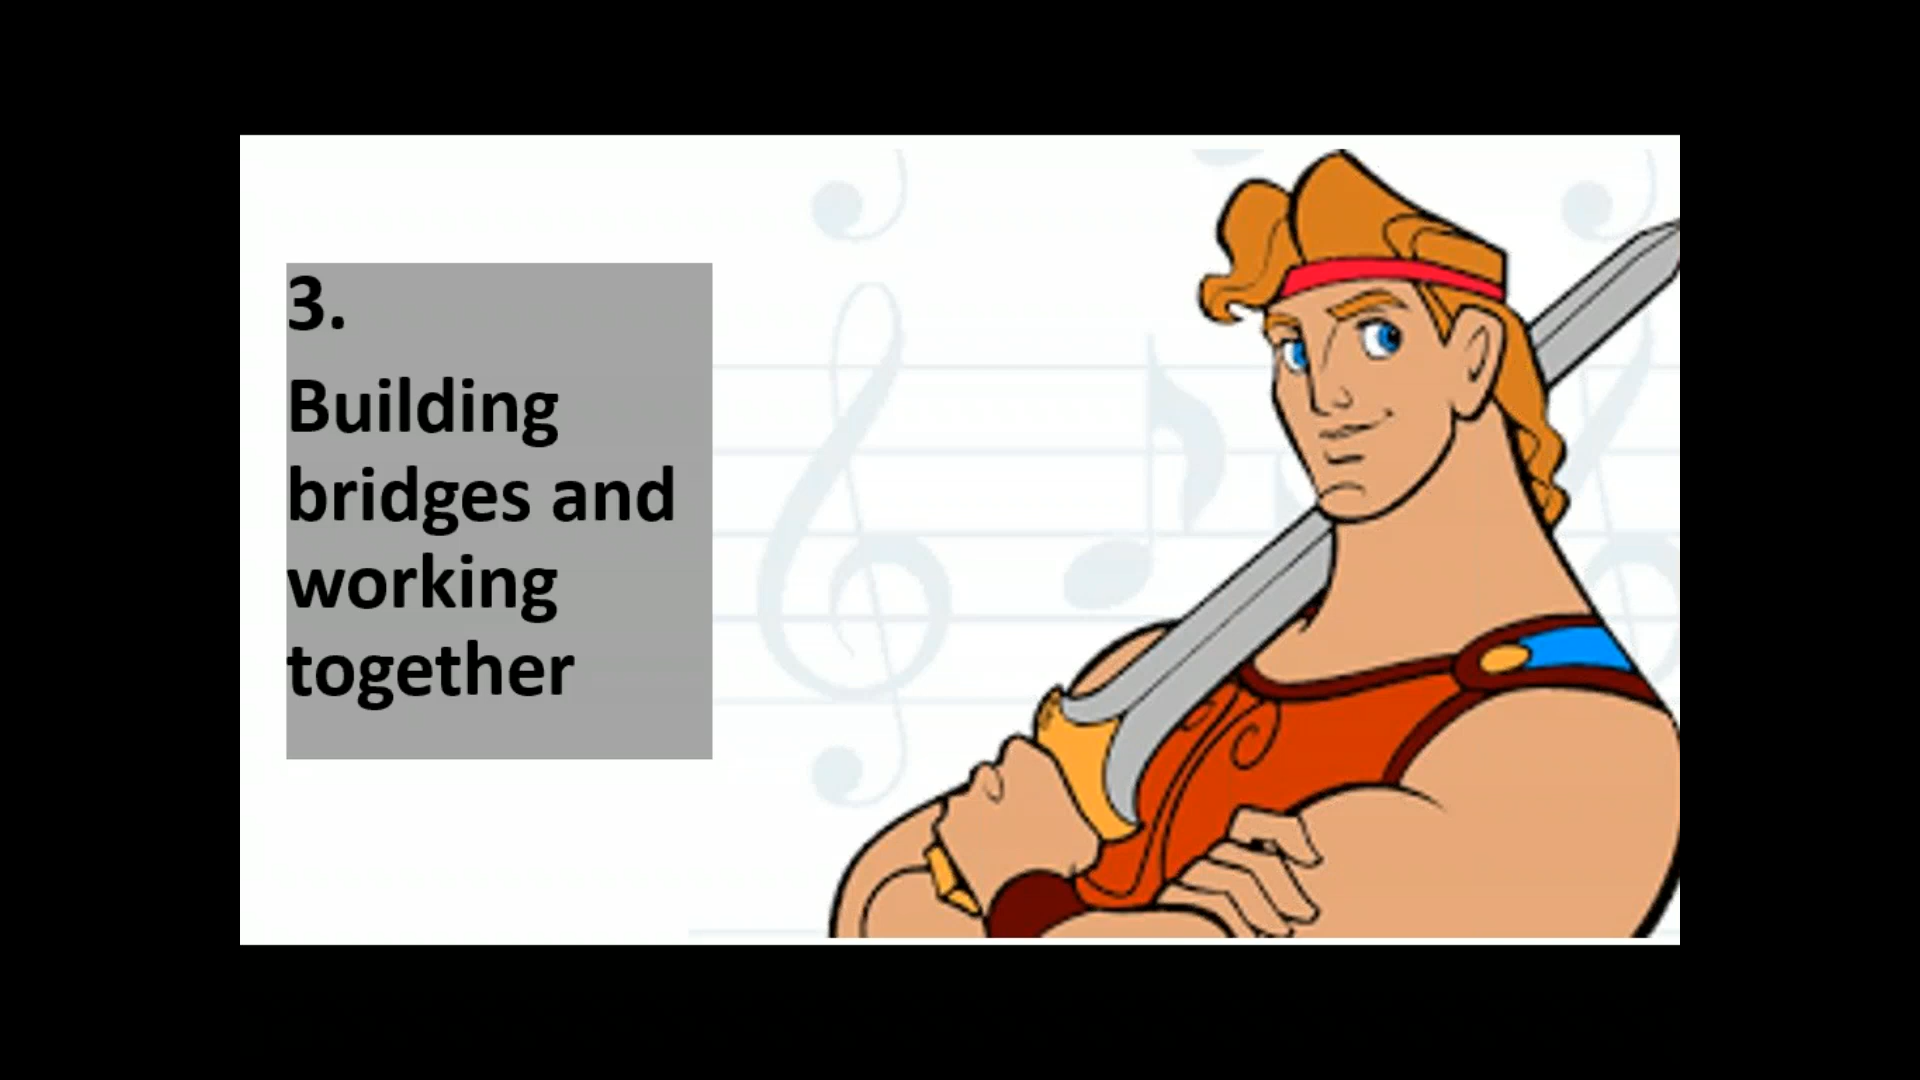 3.
Building
bridges and
working
together